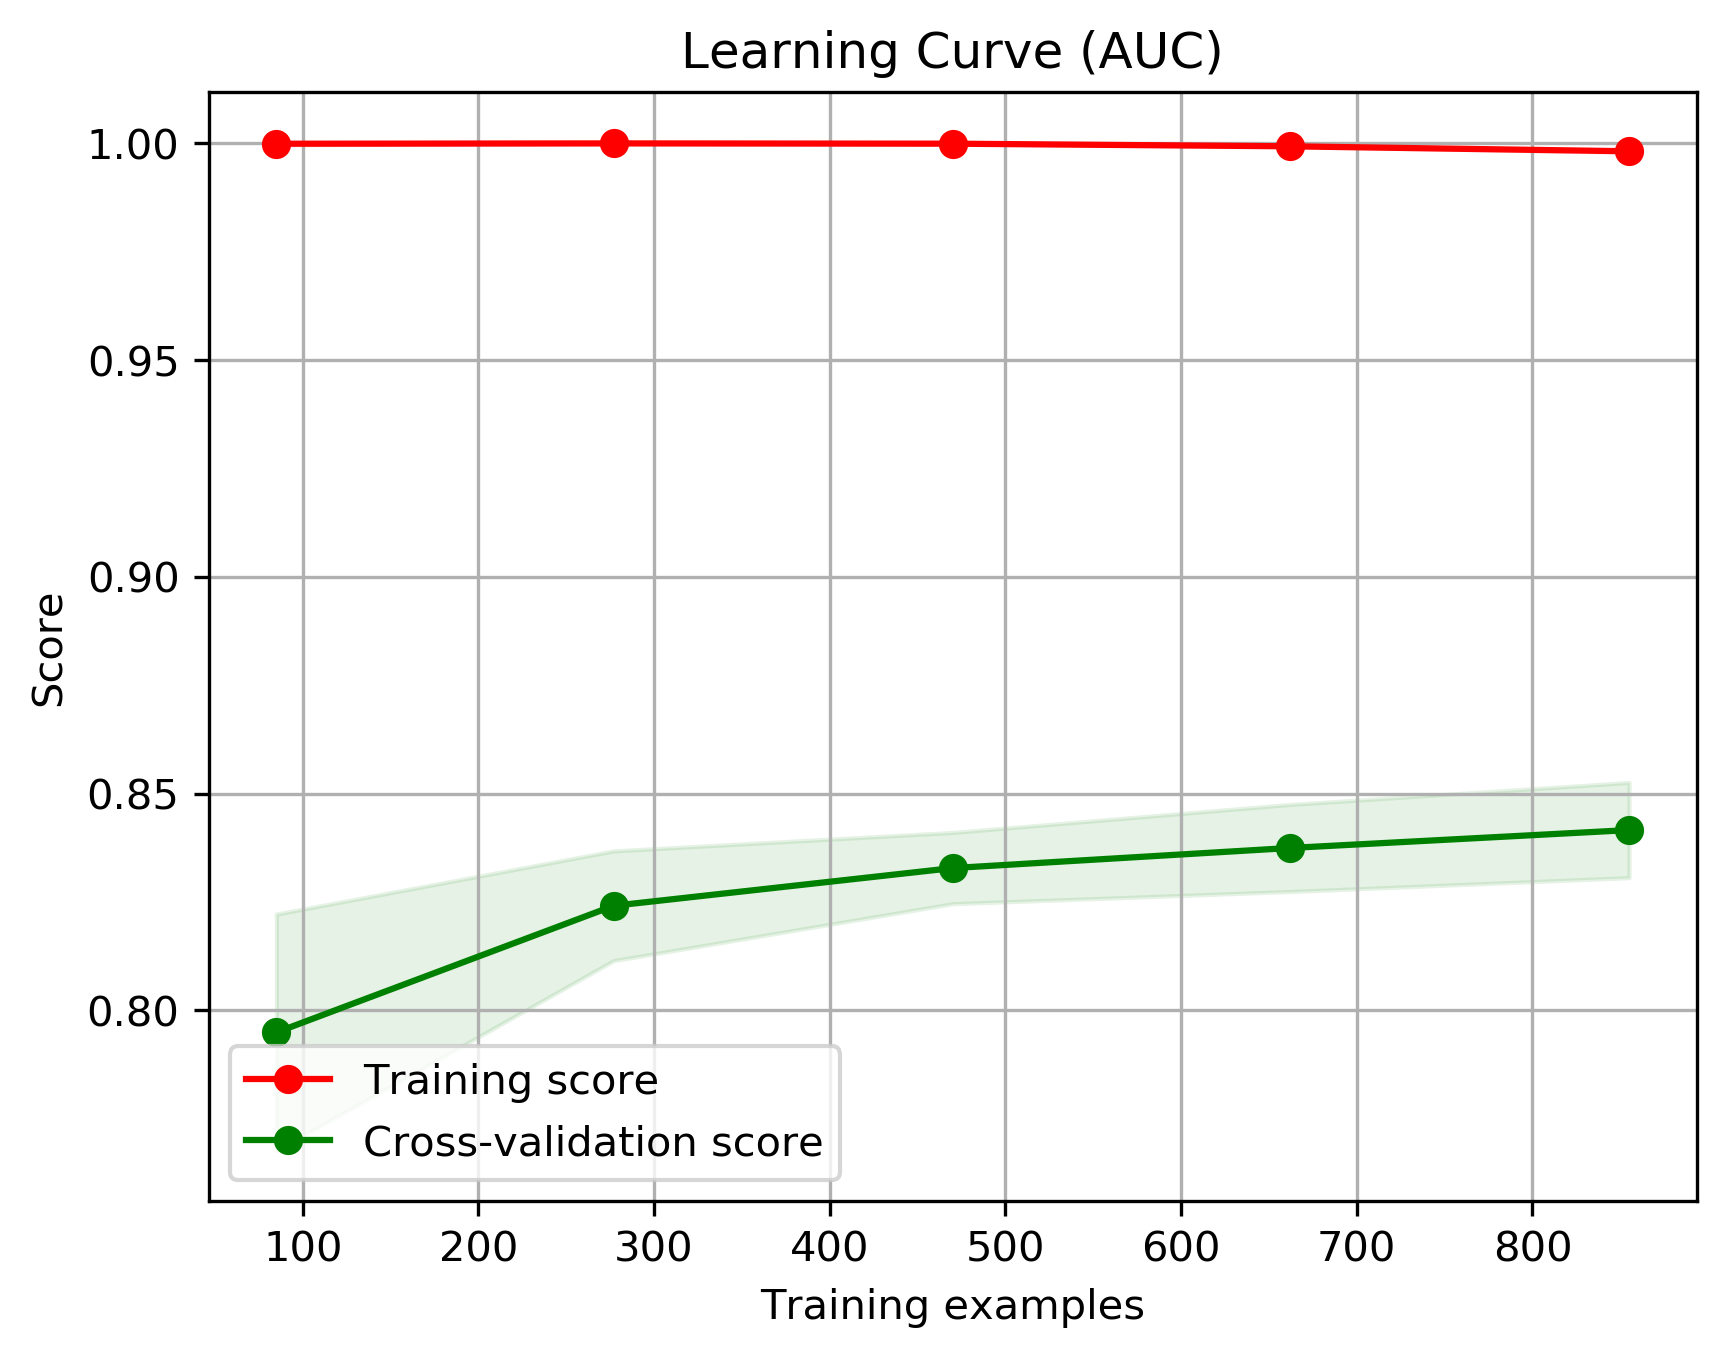 Learning Curve (AUC)
1.00
0.95
0.90
0.85
0.80
Score
Training score
Cross-validation score
100 200 300 400 500 600 700 800
Training examples